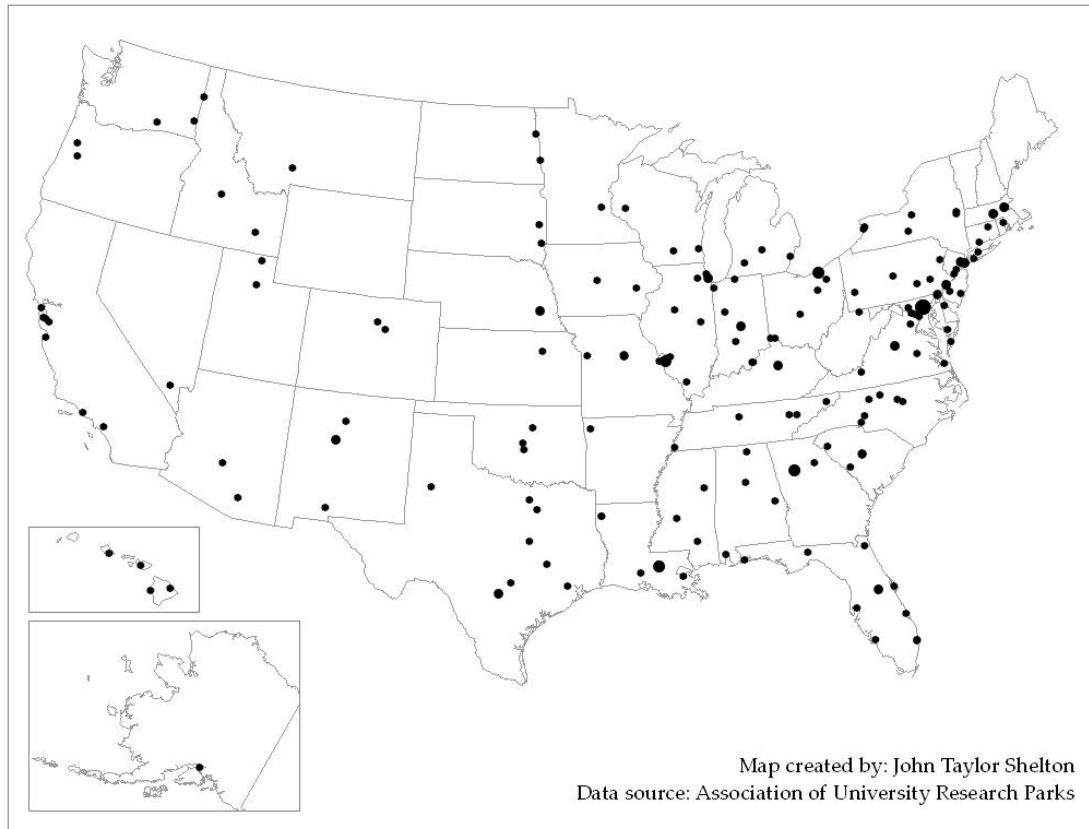 Map created by: John Taylor Shelton
Data source: Association of University Research Parks